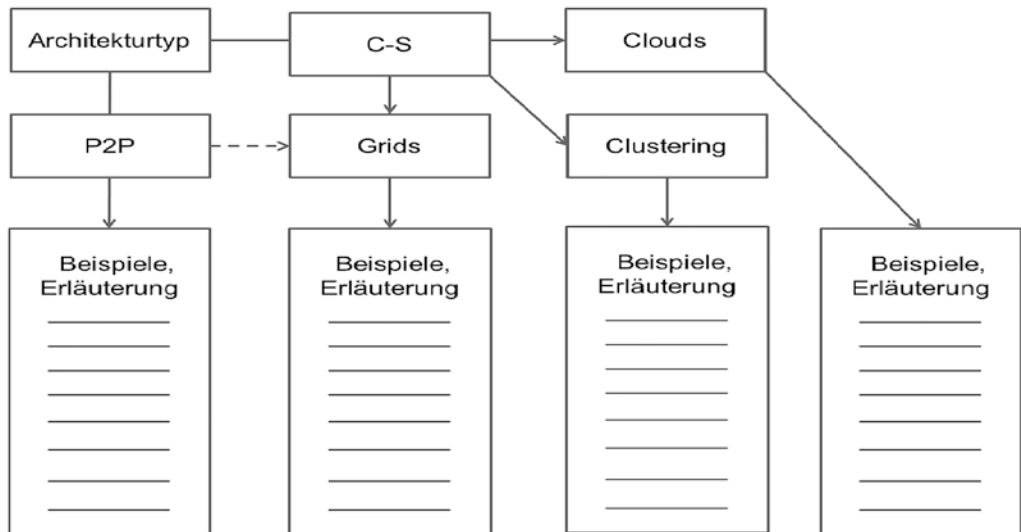 Architekturtyp
C-S
Clouds
P2P
Grids
Clustering
Beispiele,
Erläuterung
Beispiele,
Erläuterung
Beispiele,
Erläuterung
Beispiele,
Erläuterung